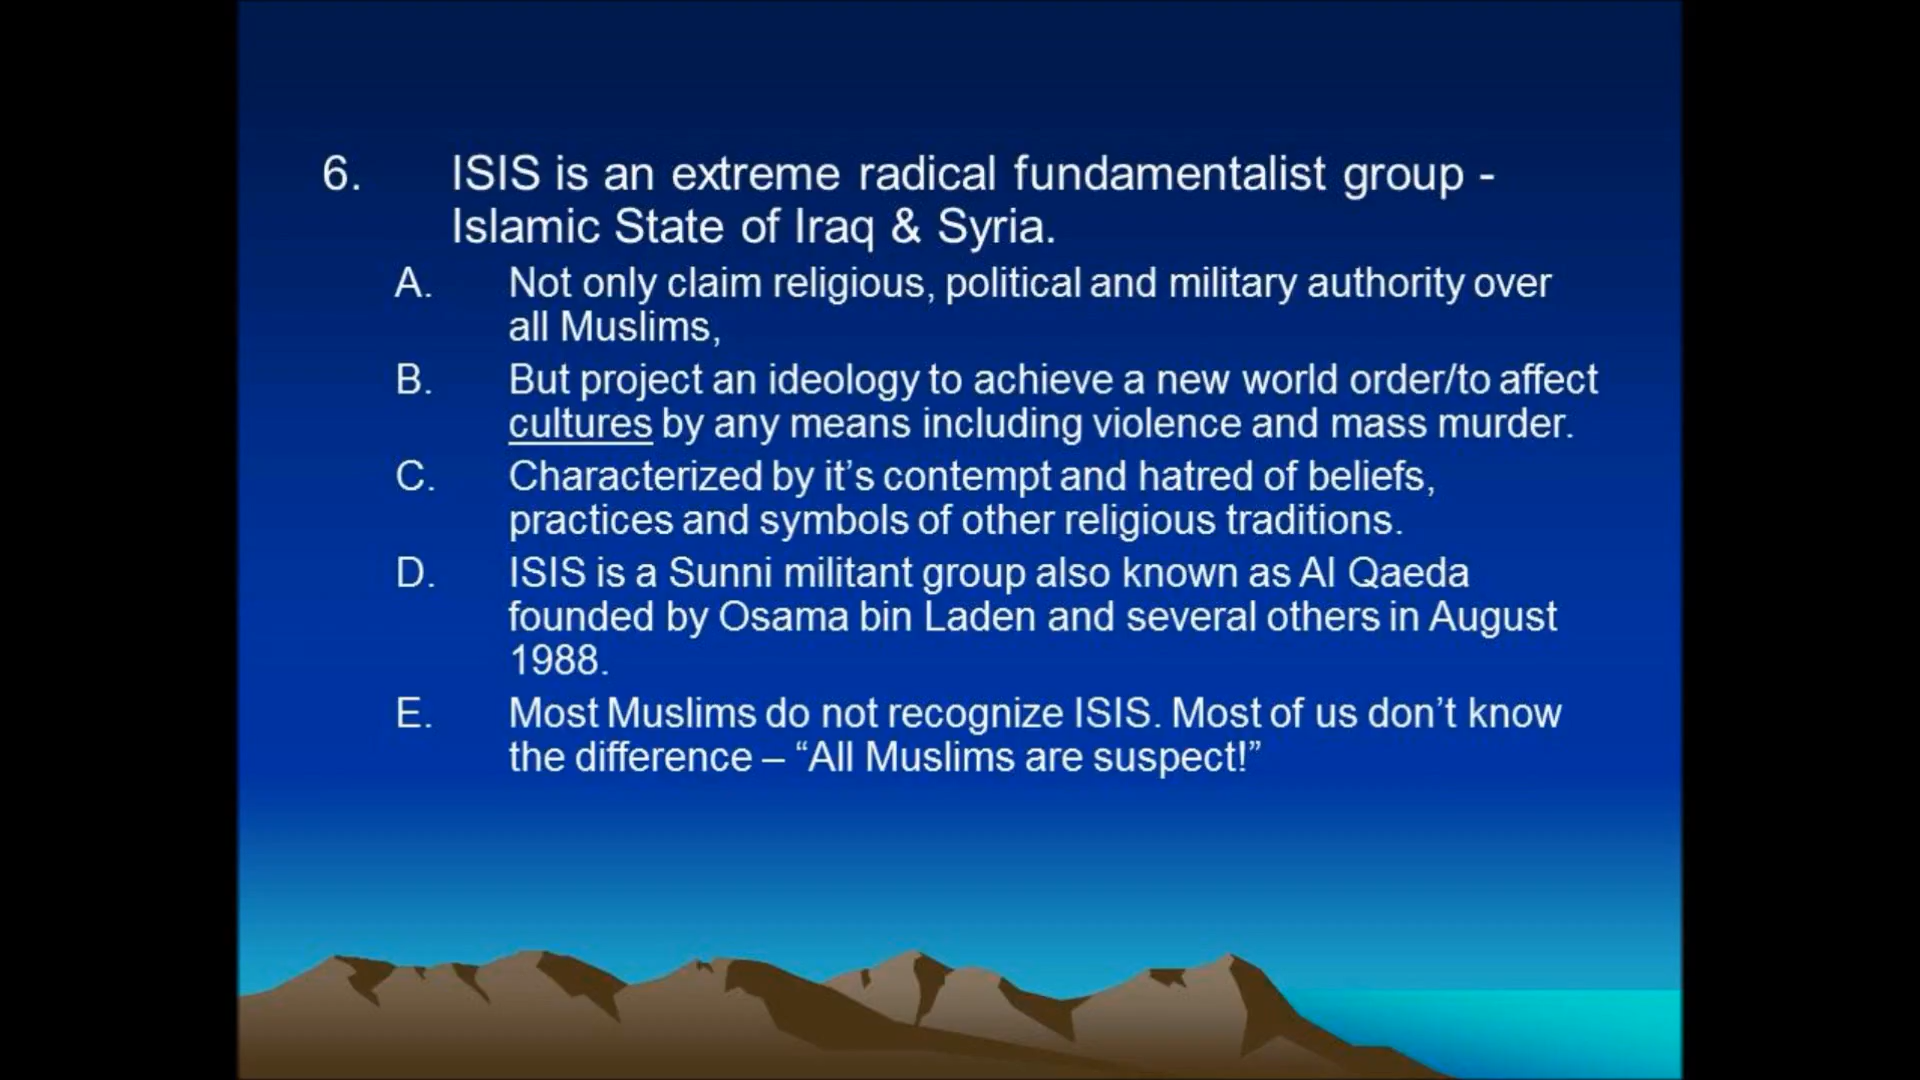 6. ISIS is an extreme radical fundamentalist group -
Islamic State of Iraq & Syria.
A. Not only claim religious, political and military authority over
all Muslims,
B. But project an ideology to achieve a new world order/to affect
cultures by any means including violence and mass murder.
C. Characterized by it’s contempt and hatred of beliefs,
practices and symbols of other religious traditions.
D. ISIS is a Sunni militant group also known as Al Qaeda
founded by Osama bin Laden and several others in August
1988.
E. Most Muslims do not recognize ISIS. Most of us don’t know
the difference – “All Muslims are suspect!”